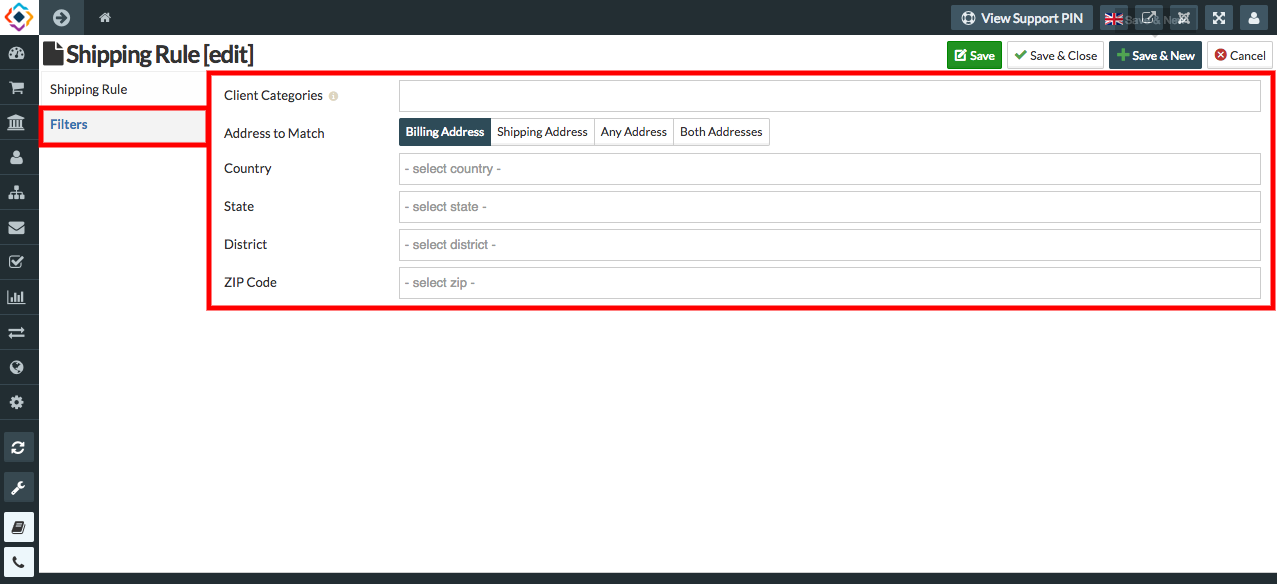 View Support PIN
Save & New
Shipping Rule [edit]
Save
Save & Close
Save & New
Cancel
Shipping Rule
Filters
Client Categories
Address to Match
Billing Address
Shipping Address
Any Address
Both Addresses
Country
- select country -
State
- select state -
District
- select district -
ZIP Code
- select zip -